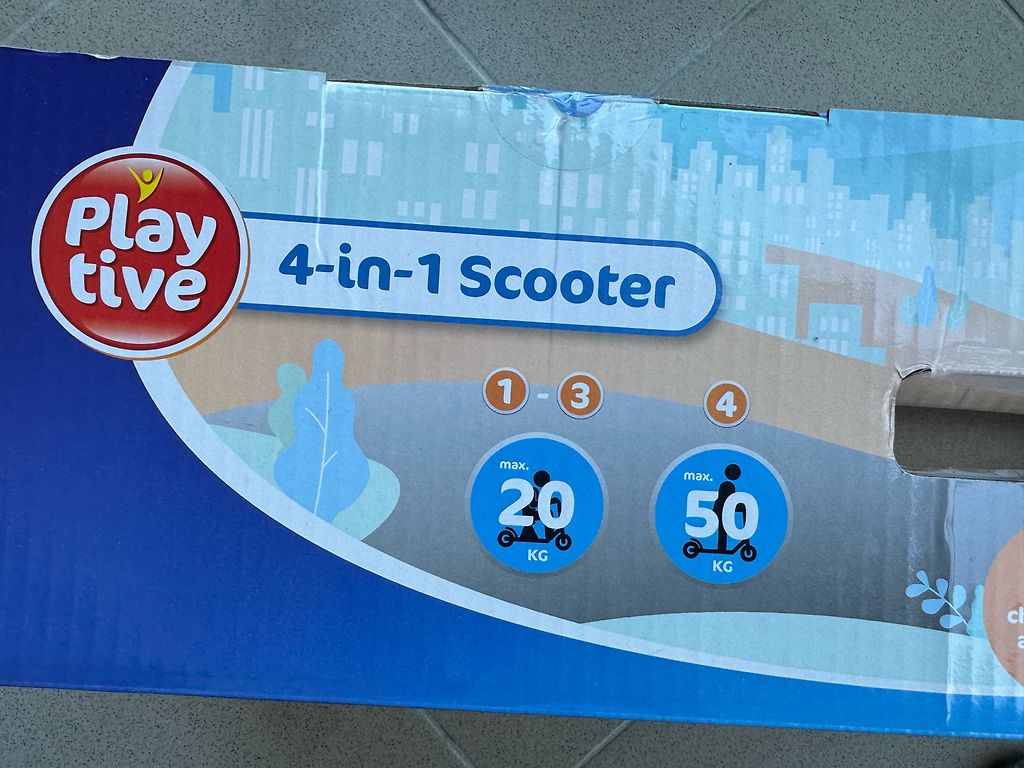 Play
tive
4-in-1 Scooter
1 - 3
4
max.
20
KG
max.
50
KG